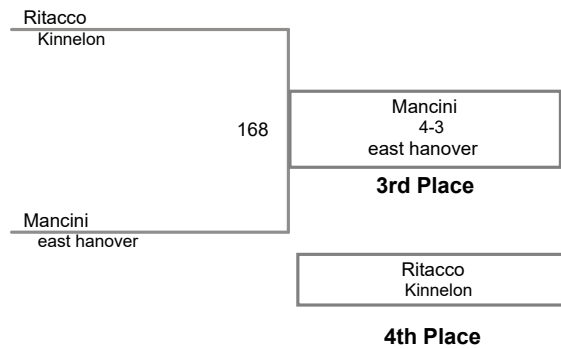 Ritacco
Kinnelon
168
Mancini
4-3
east hanover
3rd Place
Mancini
east hanover
Ritacco
Kinnelon
4th Place